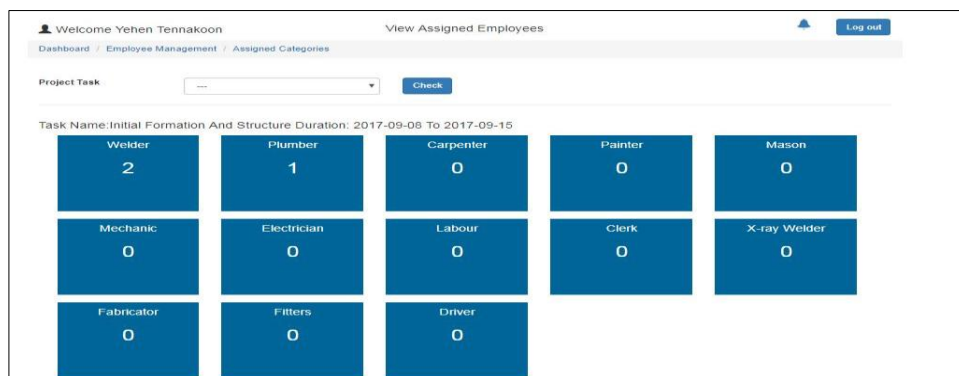 Welcome Yehen Tennakoon View Assigned Employees Log out
Dashboard / Employee Management / Assigned Categories
Project Task --- Check
Task Name:Initial Formation And Structure Duration: 2017-09-08 To 2017-09-15
Welder Plumber Carpenter Painter Mason
2 1 0 0 0
Mechanic Electrician Labour Clerk X-ray Welder
0 0 0 0 0
Fabricator Fitters Driver
0 0 0